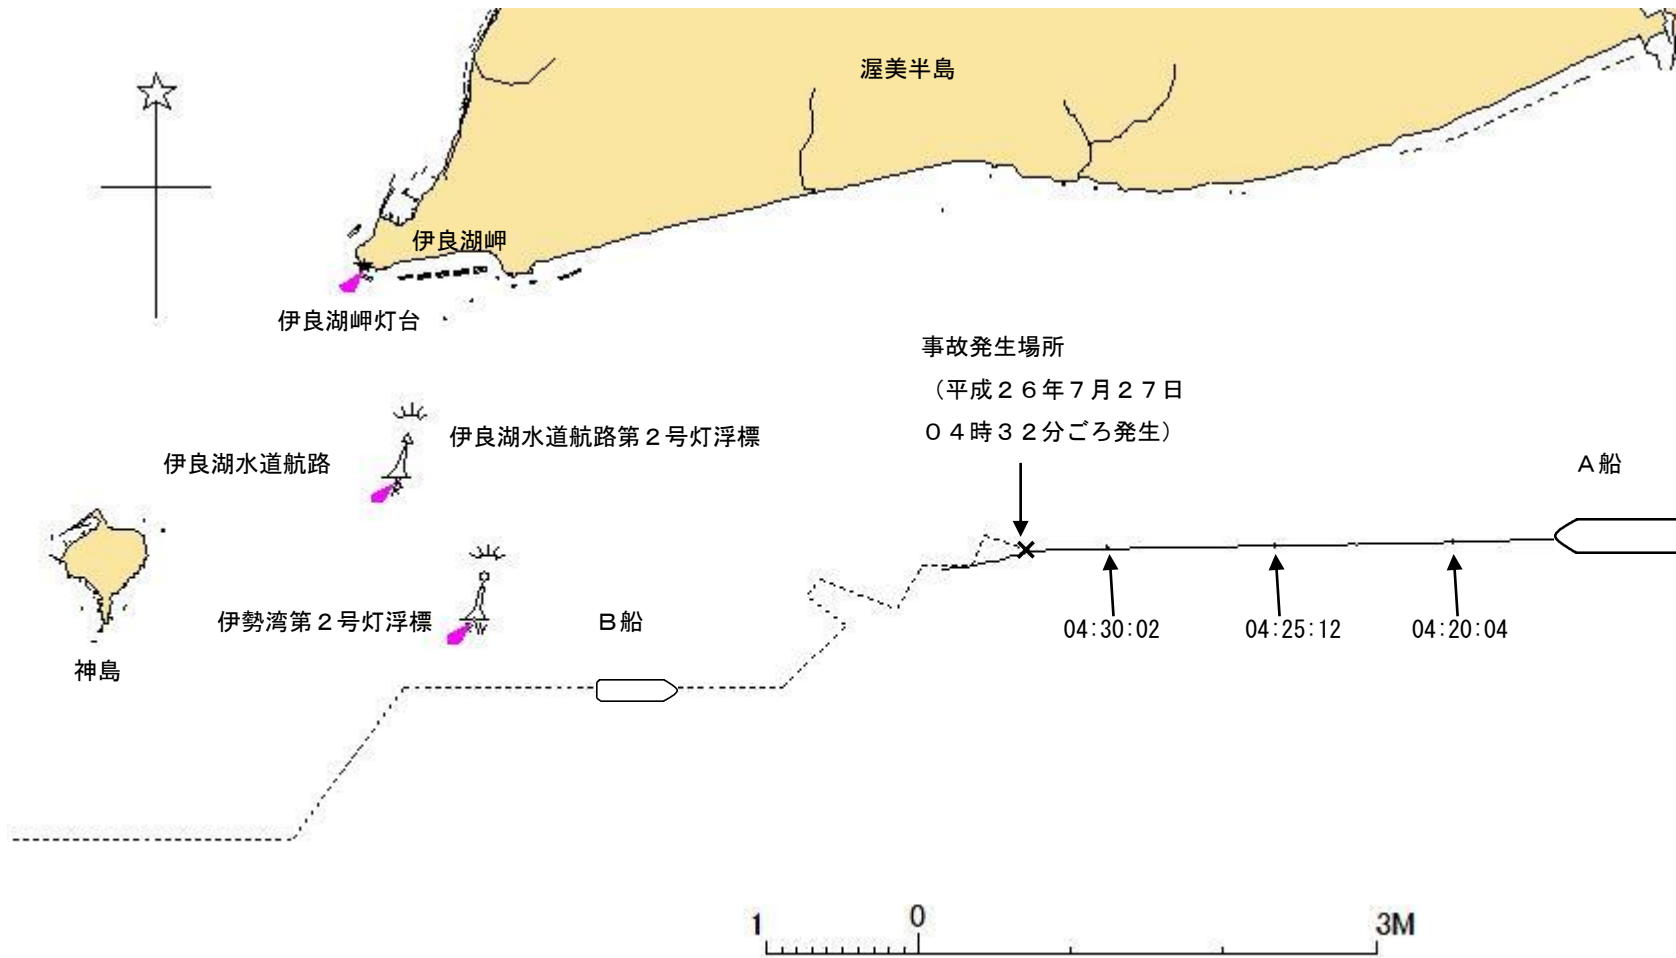 渥美半島
伊良湖岬
伊良湖岬灯台
事故発生場所
（平成２６年７月２７日
０４時３２分ごろ発生）
伊良湖水道航路第２号灯浮標
伊良湖水道航路
Ａ船
伊勢湾第２号灯浮標
Ｂ船
04:30:02
04:25:12
04:20:04
神島
1
0
3M